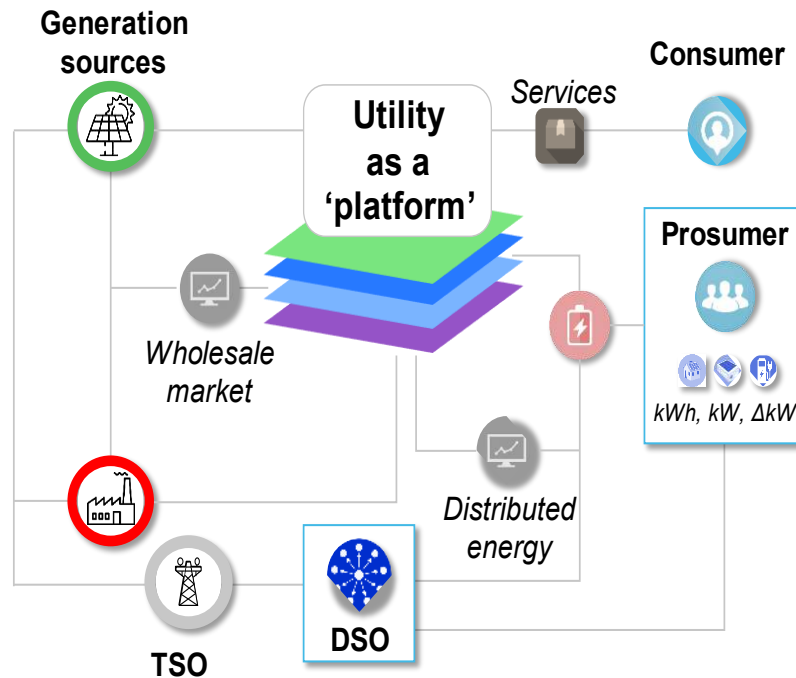 Generation
sources
Utility
as a
‘platform’
Services
Consumer
Prosumer
kWh, kW, ΔkW
Wholesale
market
Distributed
energy
TSO
DSO